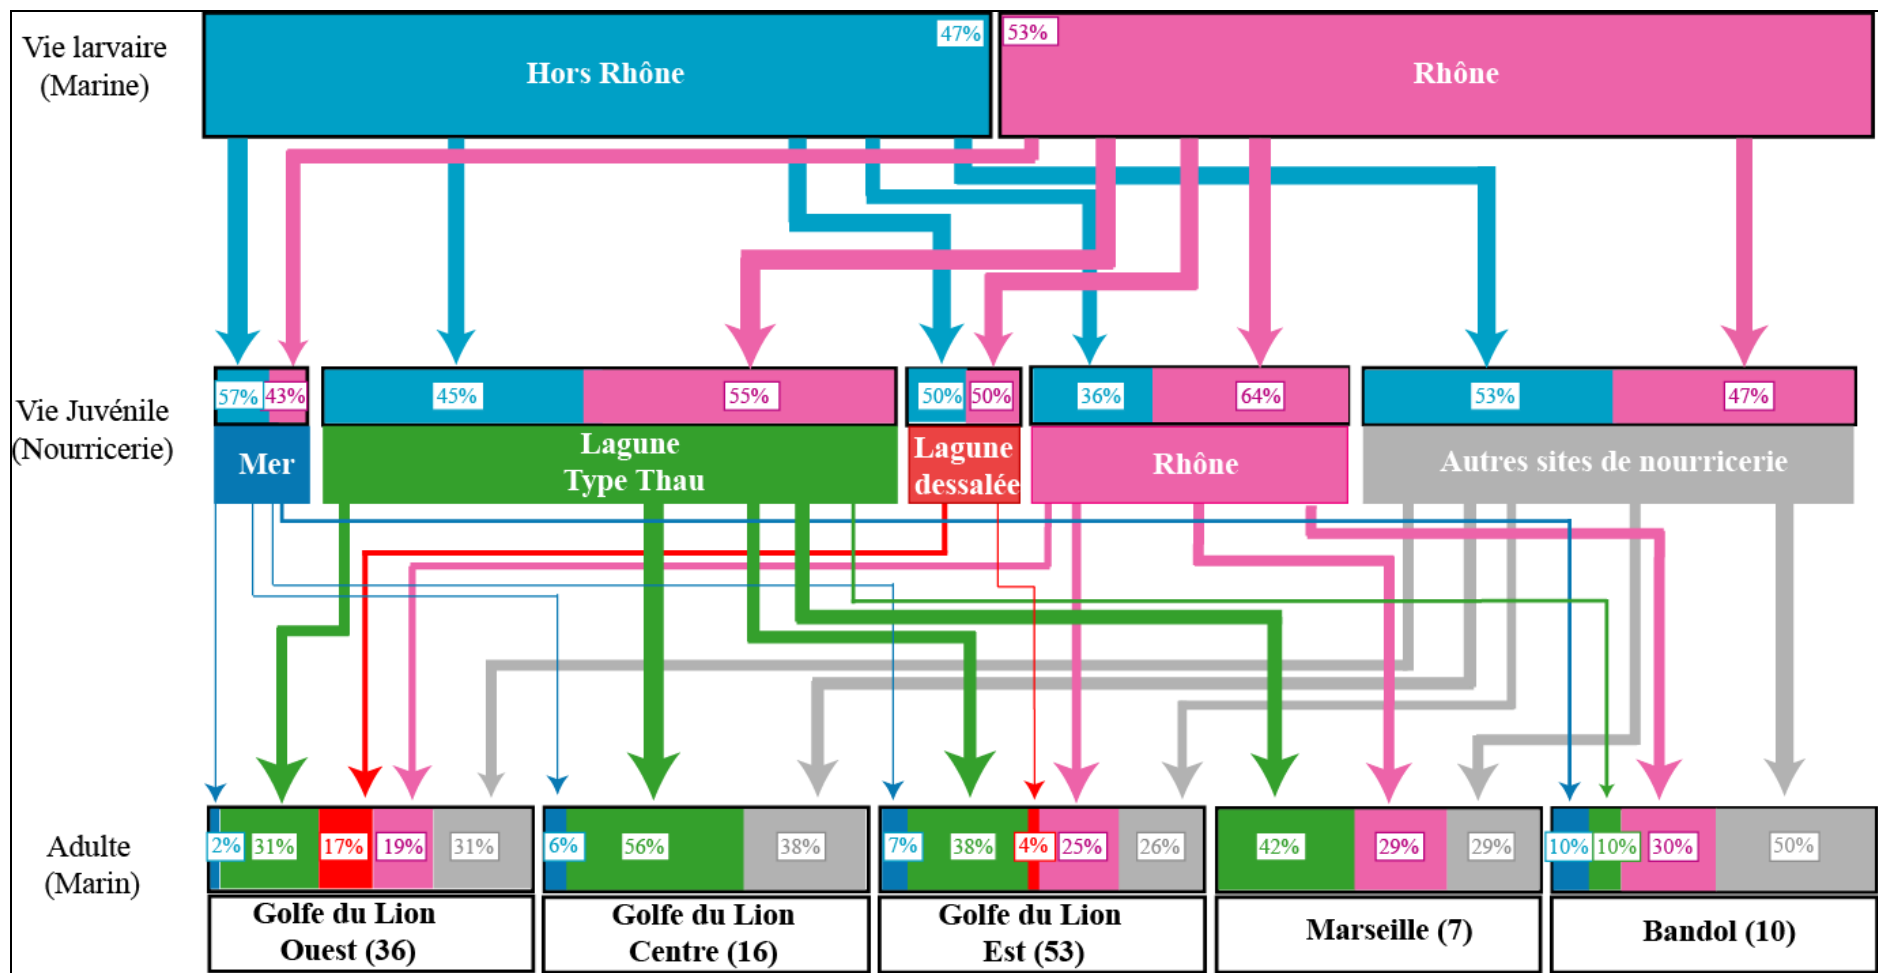 Vie larvaire
(Marine)
47%
53%
Hors Rhône
Rhône
57%
43%
45%
55%
50%
50%
36%
64%
53%
47%
Vie Juvénile
(Nourricerie)
Mer
Lagune
Type Thau
Lagune
dessalée
Rhône
Autres sites de nourricerie
Adulte
(Marin)
2%
31%
17%
19%
31%
6%
56%
38%
7%
38%
4%
25%
26%
42%
29%
29%
10%
10%
30%
50%
Golfe du Lion
Ouest (36)
Golfe du Lion
Centre (16)
Golfe du Lion
Est (53)
Marseille (7)
Bandol (10)